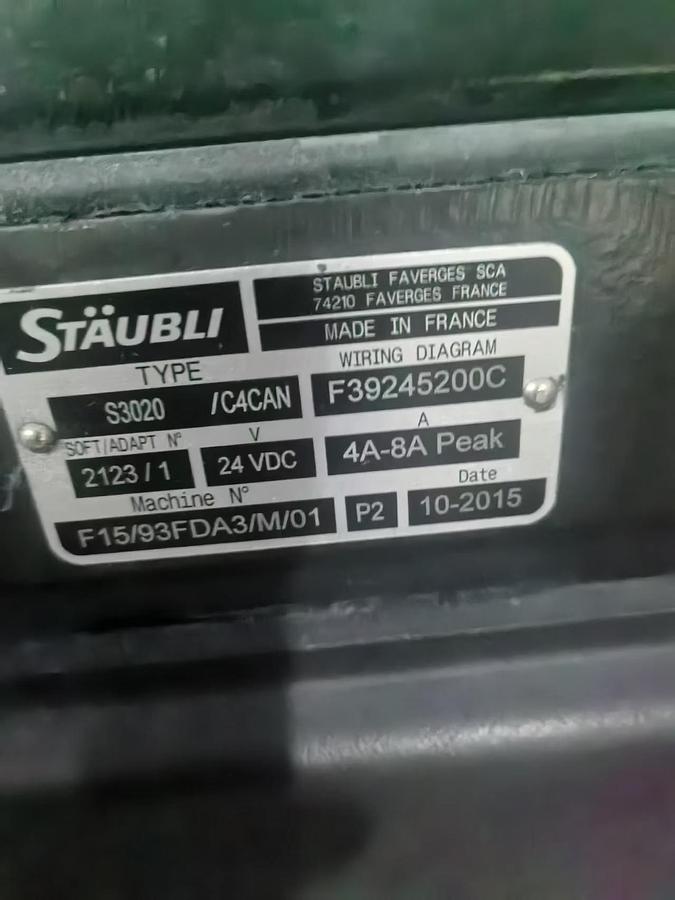 STÄUBLI
STAUBLI FAVERGES SCA
74210 FAVERGES FRANCE
MADE IN FRANCE
TYPE
S3020 /C4CAN
WIRING DIAGRAM
F39245200C
SOFT/ADAPT N°
2123 / 1
V
24 VDC
A
4A-8A Peak
Machine N°
F15/93FDA3/M/01
P2
Date
10-2015